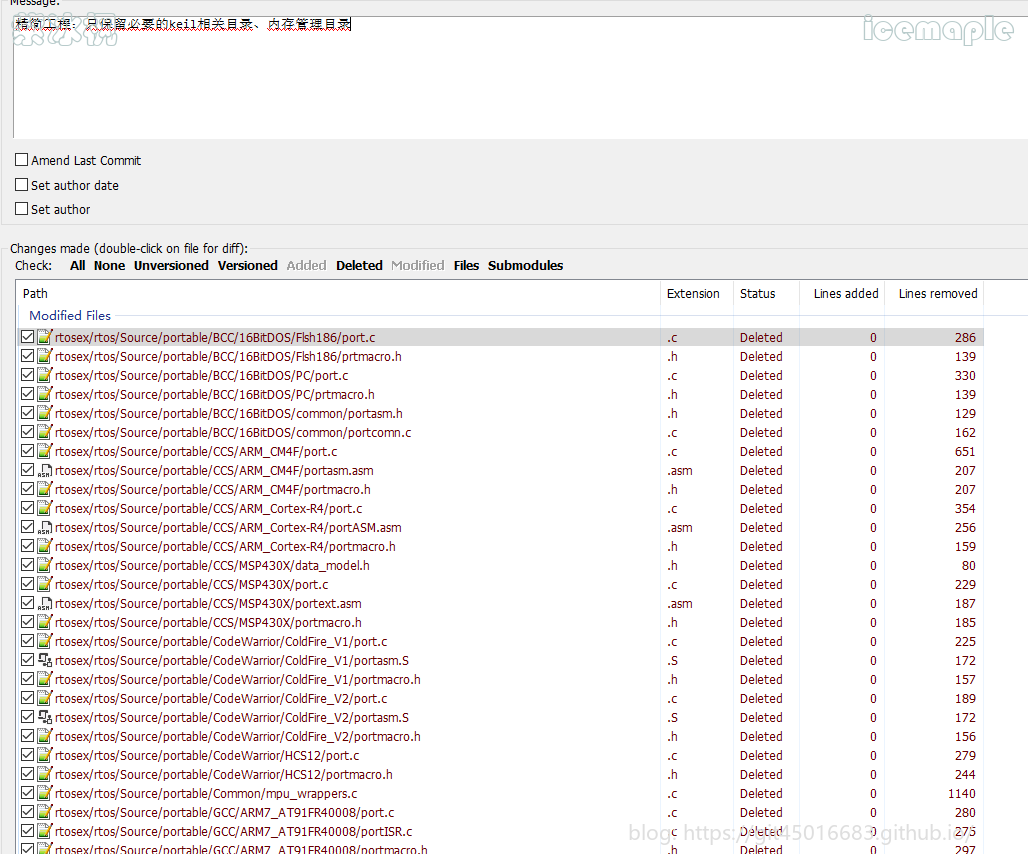 Message:
精简工程：只保留必要的keil相关目录、内存管理目录
icemaple
Amend Last Commit
Set author date
Set author
Changes made (double-click on file for diff):
Check: All None Unversioned Versioned Added Deleted Modified Files Submodules
Path Extension Status Lines added Lines removed
Modified Files
rtosex/rtos/Source/portable/BCC/16BitDOS/Flsh186/port.c .c Deleted 0 286
rtosex/rtos/Source/portable/BCC/16BitDOS/Flsh186/prtmacro.h .h Deleted 0 139
rtosex/rtos/Source/portable/BCC/16BitDOS/PC/port.c .c Deleted 0 330
rtosex/rtos/Source/portable/BCC/16BitDOS/PC/prtmacro.h .h Deleted 0 139
rtosex/rtos/Source/portable/BCC/16BitDOS/common/portasm.h .h Deleted 0 129
rtosex/rtos/Source/portable/BCC/16BitDOS/common/portcomn.c .c Deleted 0 162
rtosex/rtos/Source/portable/CCS/ARM_CM4F/port.c .c Deleted 0 651
rtosex/rtos/Source/portable/CCS/ARM_CM4F/portasm.asm .asm Deleted 0 207
rtosex/rtos/Source/portable/CCS/ARM_CM4F/portmacro.h .h Deleted 0 207
rtosex/rtos/Source/portable/CCS/ARM_Cortex-R4/port.c .c Deleted 0 354
rtosex/rtos/Source/portable/CCS/ARM_Cortex-R4/portASM.asm .asm Deleted 0 256
rtosex/rtos/Source/portable/CCS/ARM_Cortex-R4/portmacro.h .h Deleted 0 159
rtosex/rtos/Source/portable/CCS/MSP430X/data_model.h .h Deleted 0 80
rtosex/rtos/Source/portable/CCS/MSP430X/port.c .c Deleted 0 229
rtosex/rtos/Source/portable/CCS/MSP430X/portext.asm .asm Deleted 0 187
rtosex/rtos/Source/portable/CCS/MSP430X/portmacro.h .h Deleted 0 185
rtosex/rtos/Source/portable/CodeWarrior/ColdFire_V1/port.c .c Deleted 0 225
rtosex/rtos/Source/portable/CodeWarrior/ColdFire_V1/portasm.S .S Deleted 0 172
rtosex/rtos/Source/portable/CodeWarrior/ColdFire_V1/portmacro.h .h Deleted 0 157
rtosex/rtos/Source/portable/CodeWarrior/ColdFire_V2/port.c .c Deleted 0 189
rtosex/rtos/Source/portable/CodeWarrior/ColdFire_V2/portasm.S .S Deleted 0 172
rtosex/rtos/Source/portable/CodeWarrior/ColdFire_V2/portmacro.h .h Deleted 0 156
rtosex/rtos/Source/portable/CodeWarrior/HCS12/port.c .c Deleted 0 279
rtosex/rtos/Source/portable/CodeWarrior/HCS12/portmacro.h .h Deleted 0 244
rtosex/rtos/Source/portable/Common/mpu_wrappers.c .c Deleted 0 1140
rtosex/rtos/Source/portable/GCC/ARM7_AT91FR40008/port.c .c Deleted 0 280
rtosex/rtos/Source/portable/GCC/ARM7_AT91FR40008/portISR.c .c Deleted 0 275
blog: https://git45016683.github.io/
rtosex/rtos/Source/portable/GCC/ARM7_AT91FR40008/portmacro.h .h Deleted 0 297